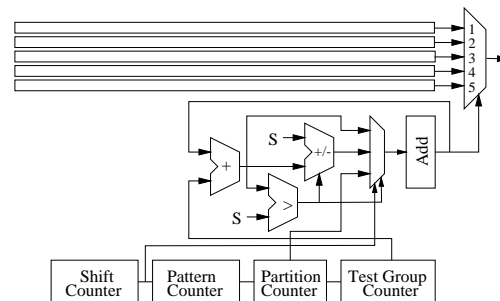 1
2
3
4
5
S
+/-
+
Add
>
S
Shift Counter
Pattern Counter
Partition Counter
Test Group Counter